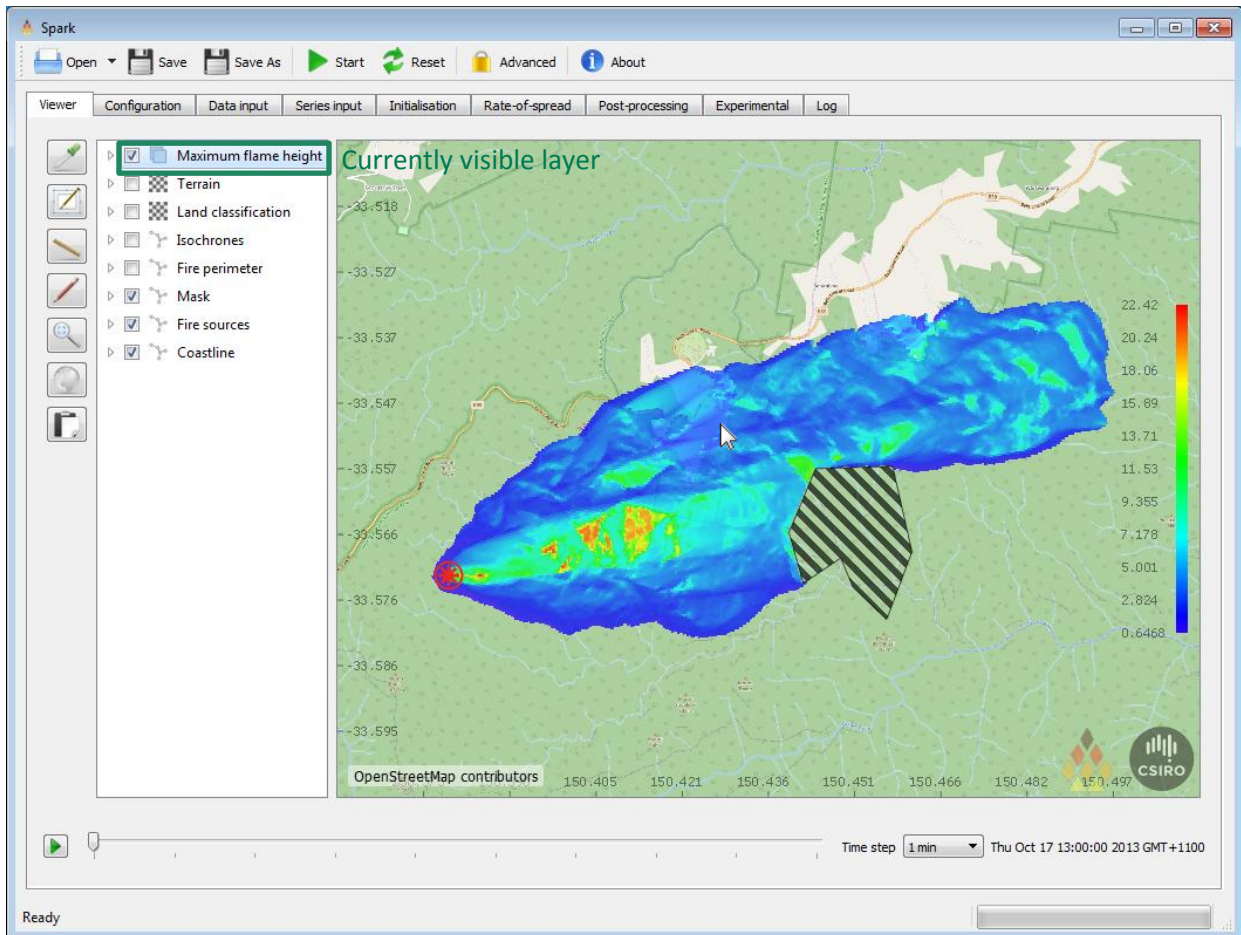 Spark
Open Save Save As Start Reset Advanced About
Viewer Configuration Data input Series input Initialisation Rate-of-spread Post-processing Experimental Log
Maximum flame height
Currently visible layer
Terrain
Land classification
Isochrones
Fire perimeter
Mask
Fire sources
Coastline
-33.518
-33.527
-33.537
-33.547
-33.557
-33.566
-33.576
-33.586
-33.595
22.42
20.24
18.06
15.89
13.71
11.53
9.355
7.178
5.001
2.824
0.6468
OpenStreetMap contributors
150.405 150.421 150.436 150.451 150.466 150.482 150.497
CSIRO
Time step 1 min Thu Oct 17 13:00:00 2013 GMT+1100
Ready